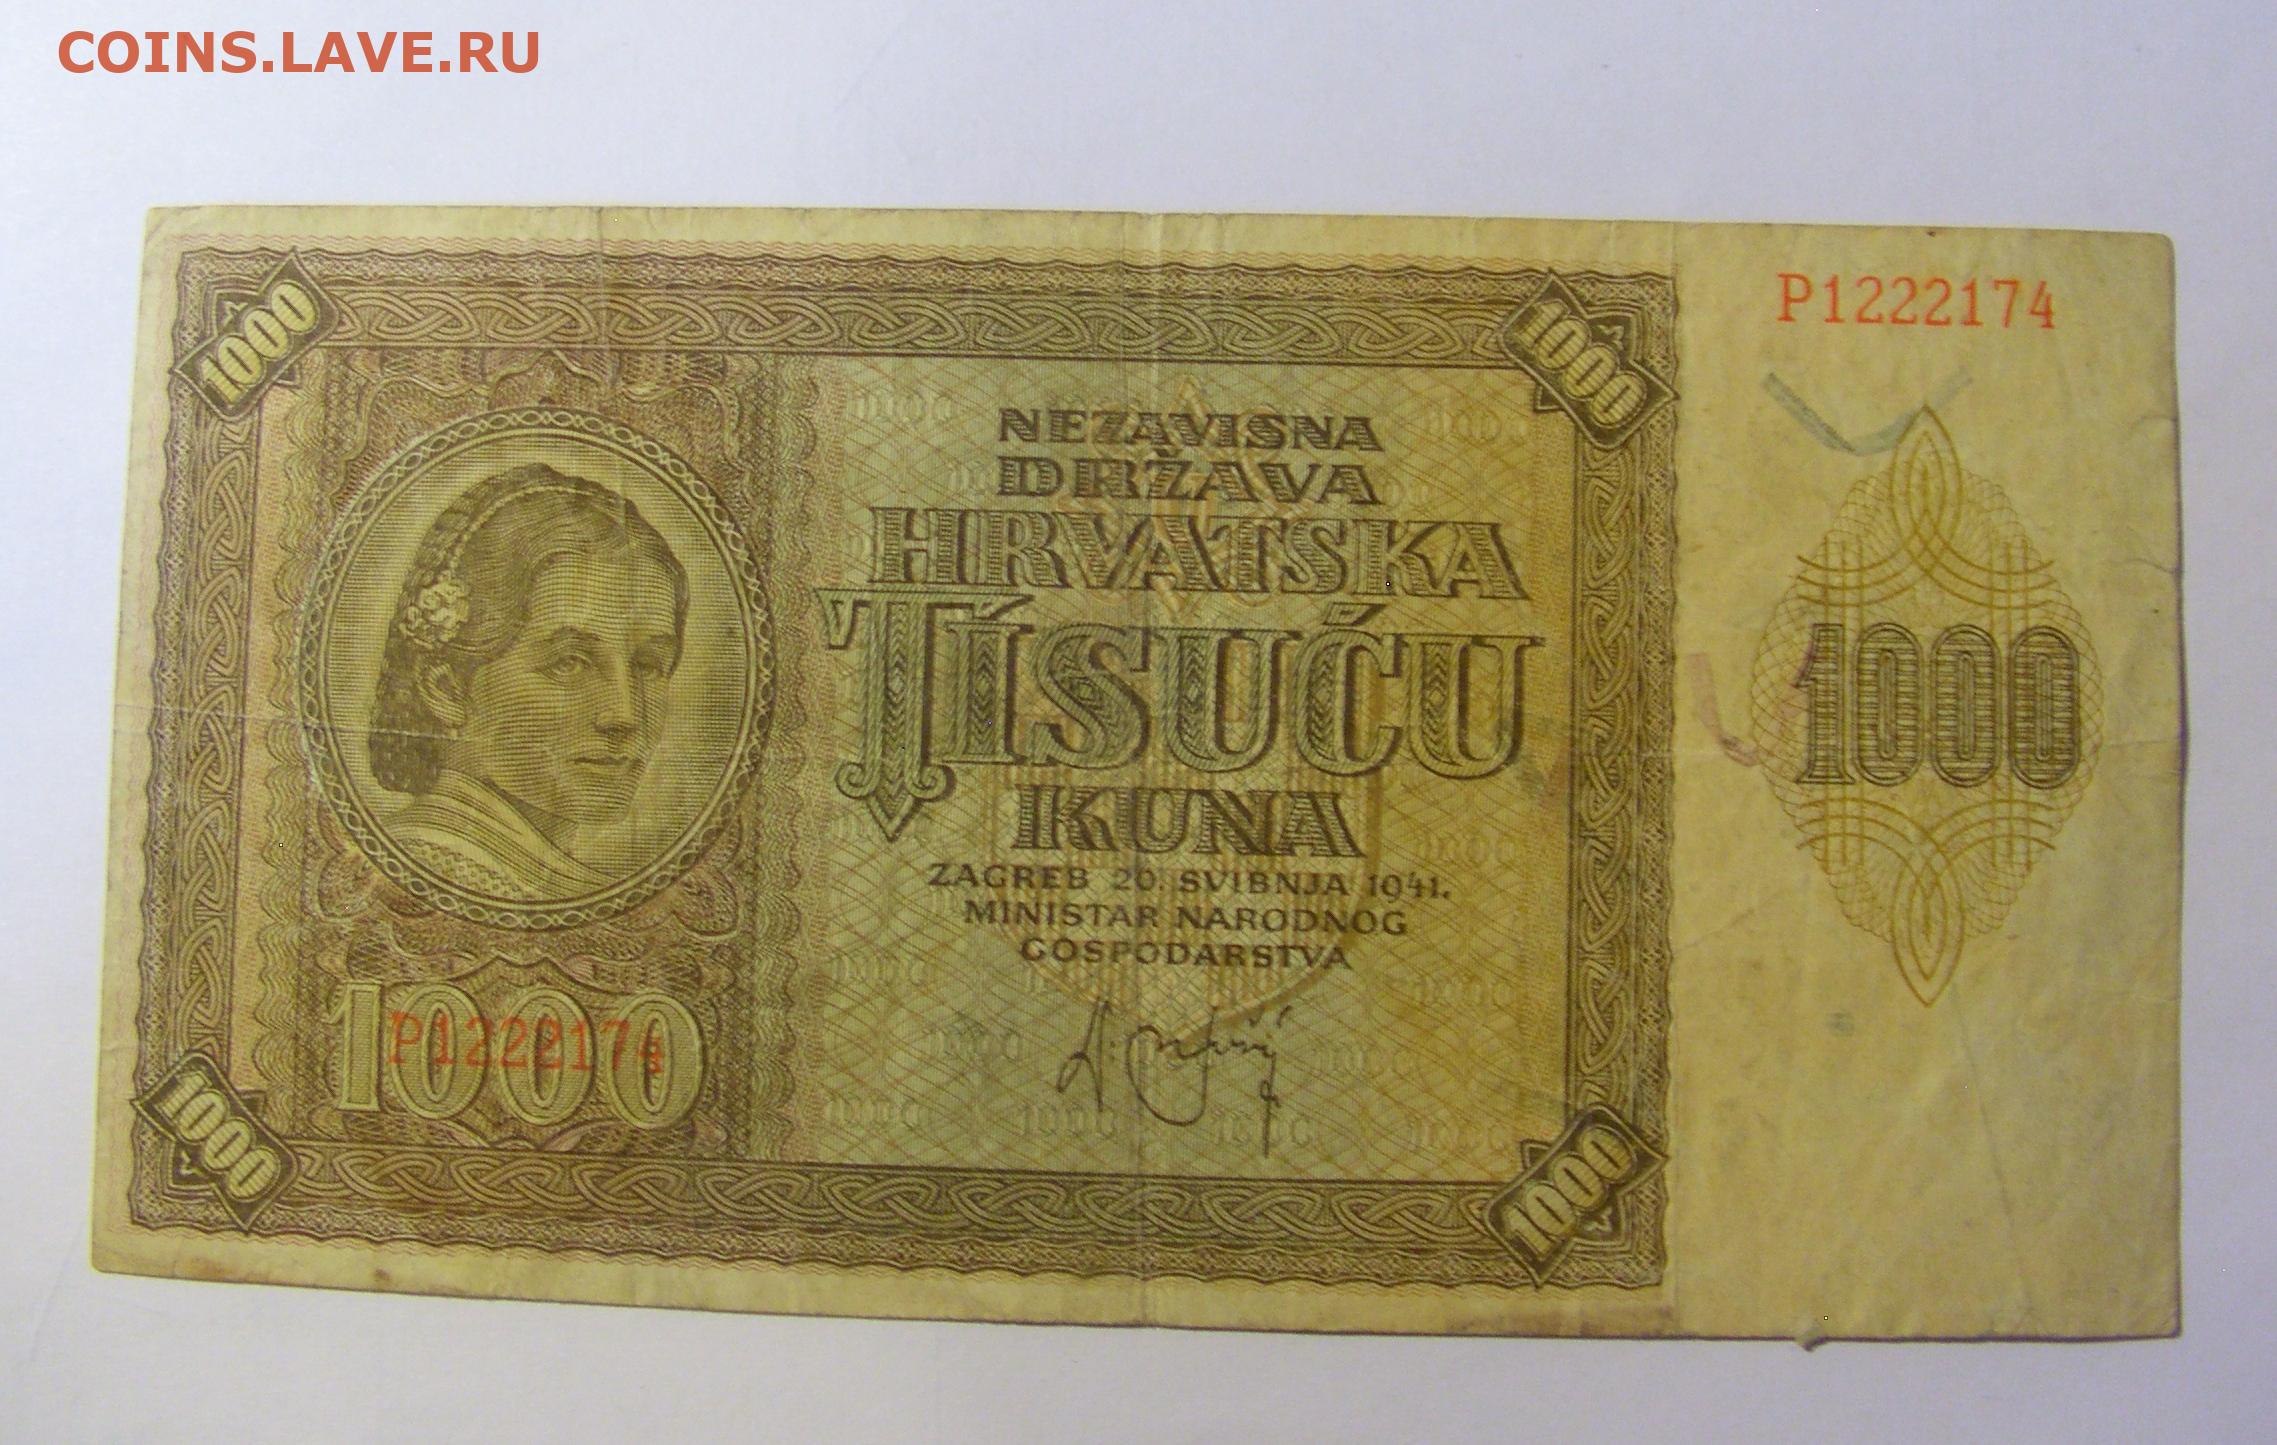 COINS.LAVE.RU
P1222174
1000
1000
NEZAVISNA
DRŽAVA
HRVATSKA
TISUĆU
KUNA
1000
ZAGREB 20. SVIBNJA 1941.
MINISTAR NARODNOG
GOSPODARSTVA
1000
P1222174
1000
1000